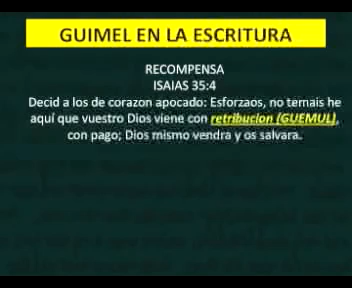 GUIMEL EN LA ESCRITURA
RECOMPENSA
ISAIAS 35:4
Decid a los de corazon apocado: Esforzaos, no temais he
aquí que vuestro Dios viene con retribucion (GUEMUL),
con pago; Dios mismo vendra y os salvara.